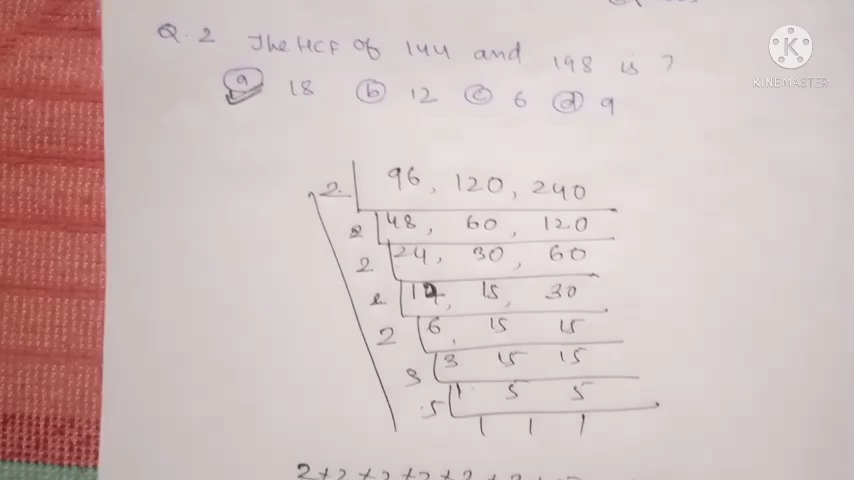 Q. 2 The HCF of 144 and 198 is ?
KINEMASTER
a 18 b 12 c 6 d 9
2 96, 120, 240
2 48, 60, 120
2 24, 30, 60
2 12, 15, 30
2 6, 15 15
3 3 15 15
5 1 5 5
1 1 1